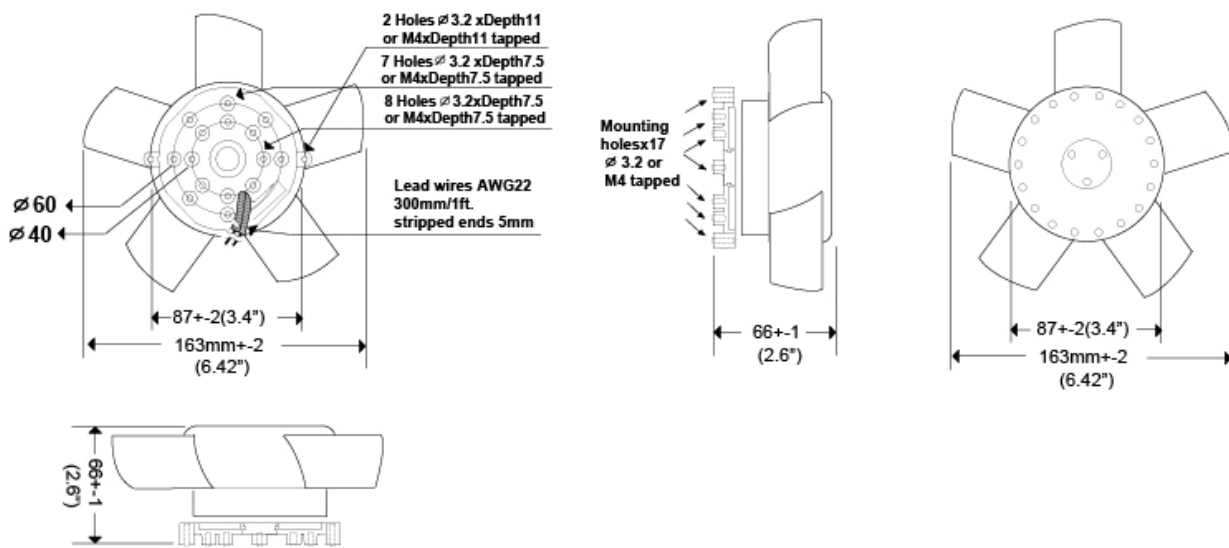 2 Holes ⌀ 3.2 xDepth11
or M4xDepth11 tapped
7 Holes ⌀ 3.2 xDepth7.5
or M4xDepth7.5 tapped
8 Holes ⌀3.2xDepth7.5
or M4xDepth7.5 tapped
Lead wires AWG22
300mm/1ft.
stripped ends 5mm
⌀ 60
⌀ 40
87+-2(3.4”)
163mm+-2
(6.42”)
Mounting
holesx17
⌀ 3.2 or
M4 tapped
66+-1
(2.6”)
87+-2(3.4”)
163mm+-2
(6.42”)
66+-1
(2.6”)